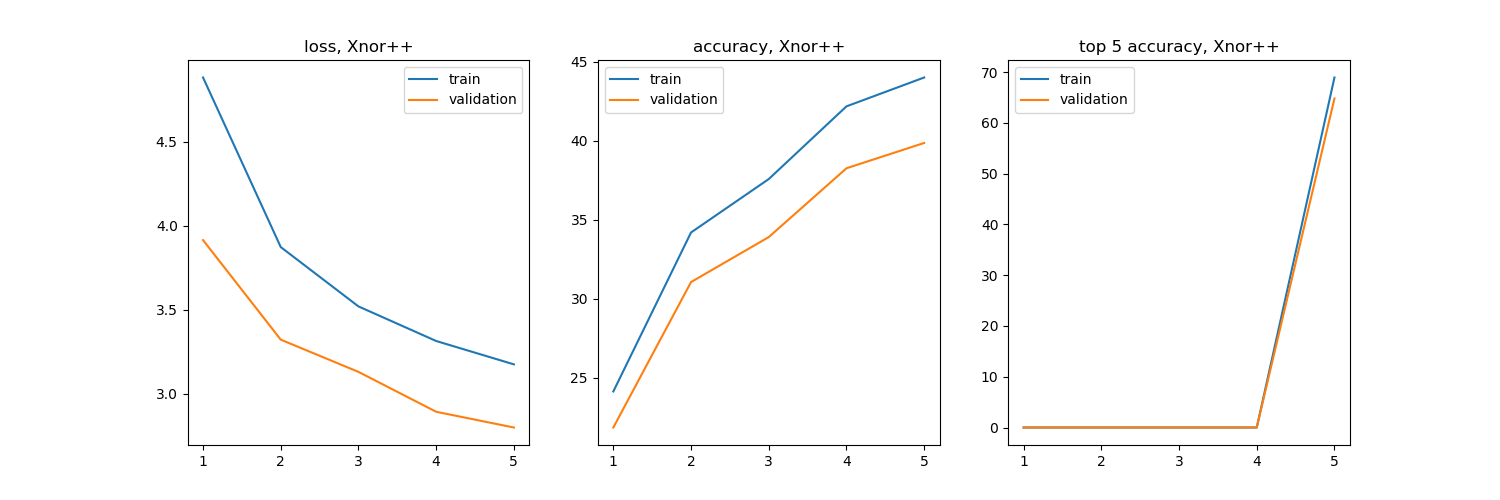 loss, Xnor++
train
validation
4.5
4.0
3.5
3.0
1 2 3 4 5
accuracy, Xnor++
train
validation
45
40
35
30
25
1 2 3 4 5
top 5 accuracy, Xnor++
train
validation
70
60
50
40
30
20
10
0
1 2 3 4 5